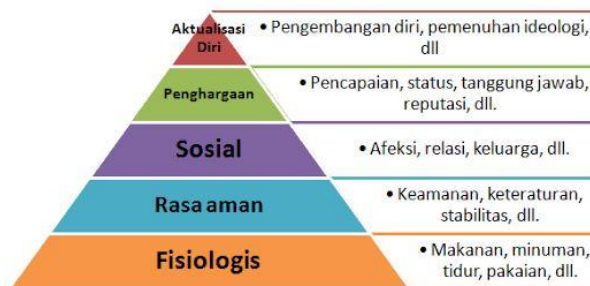 Aktualisasi
Diri
• Pengembangan diri, pemenuhan ideologi,
dll
Penghargaan
• Pencapaian, status, tanggung jawab,
reputasi, dll.
Sosial
• Afeksi, relasi, keluarga, dll.
Rasa aman
• Keamanan, keteraturan,
stabilitas, dll.
Fisiologis
• Makanan, minuman,
tidur, pakaian, dll.